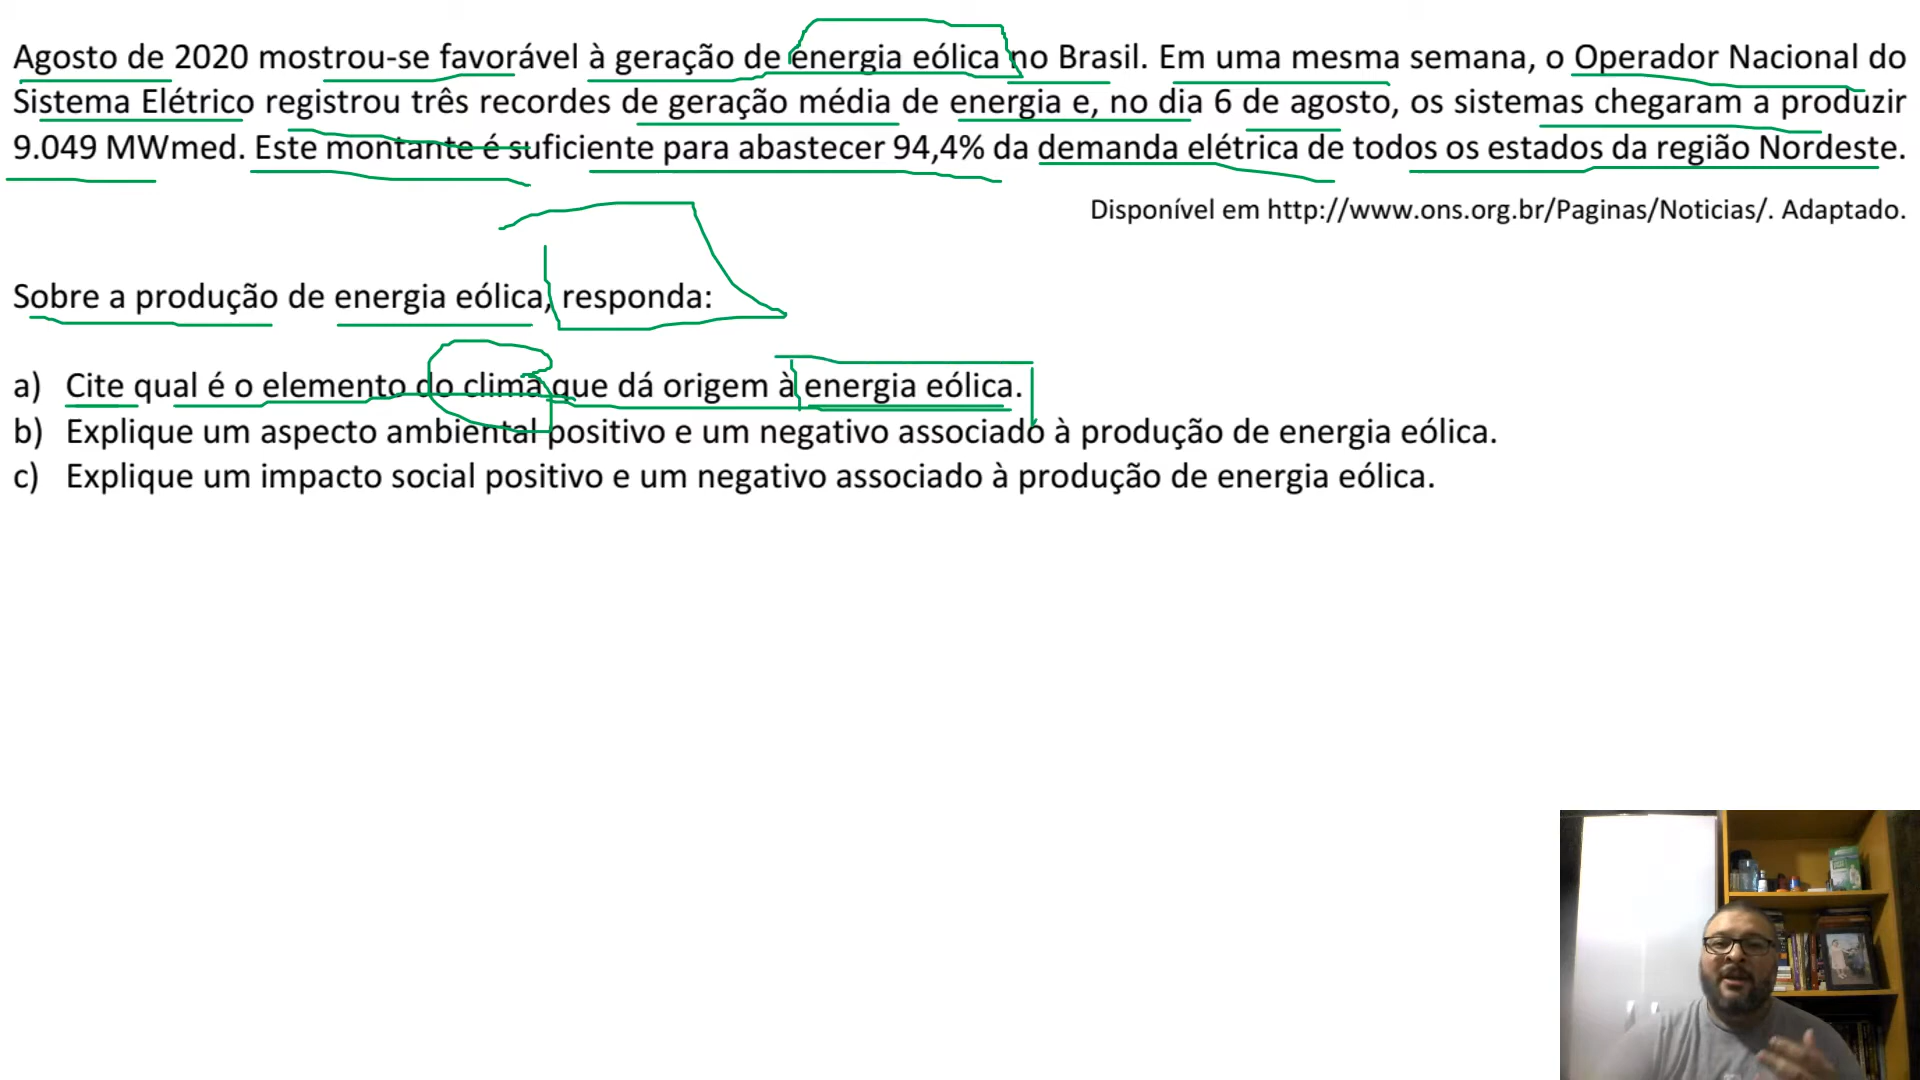 Agosto de 2020 mostrou-se favorável à geração de energia eólica no Brasil. Em uma mesma semana, o Operador Nacional do
Sistema Elétrico registrou três recordes de geração média de energia e, no dia 6 de agosto, os sistemas chegaram a produzir
9.049 MWmed. Este montante é suficiente para abastecer 94,4% da demanda elétrica de todos os estados da região Nordeste.
Disponível em http://www.ons.org.br/Paginas/Noticias/. Adaptado.
Sobre a produção de energia eólica, responda:
a) Cite qual é o elemento do clima que dá origem à energia eólica.
b) Explique um aspecto ambiental positivo e um negativo associado à produção de energia eólica.
c) Explique um impacto social positivo e um negativo associado à produção de energia eólica.